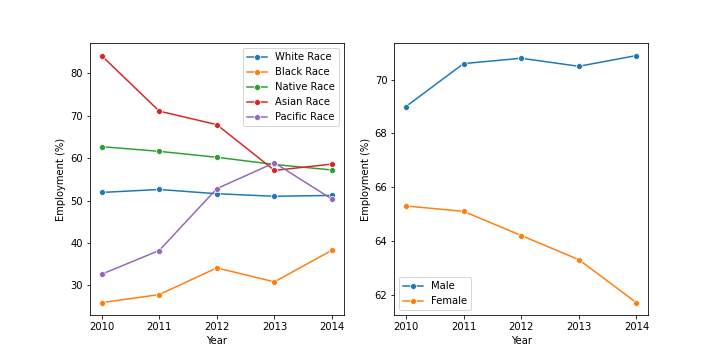 80
70
60
50
40
30
Employment (%)
2010 2011 2012 2013 2014
Year
White Race
Black Race
Native Race
Asian Race
Pacific Race
70
68
66
64
62
Employment (%)
2010 2011 2012 2013 2014
Year
Male
Female